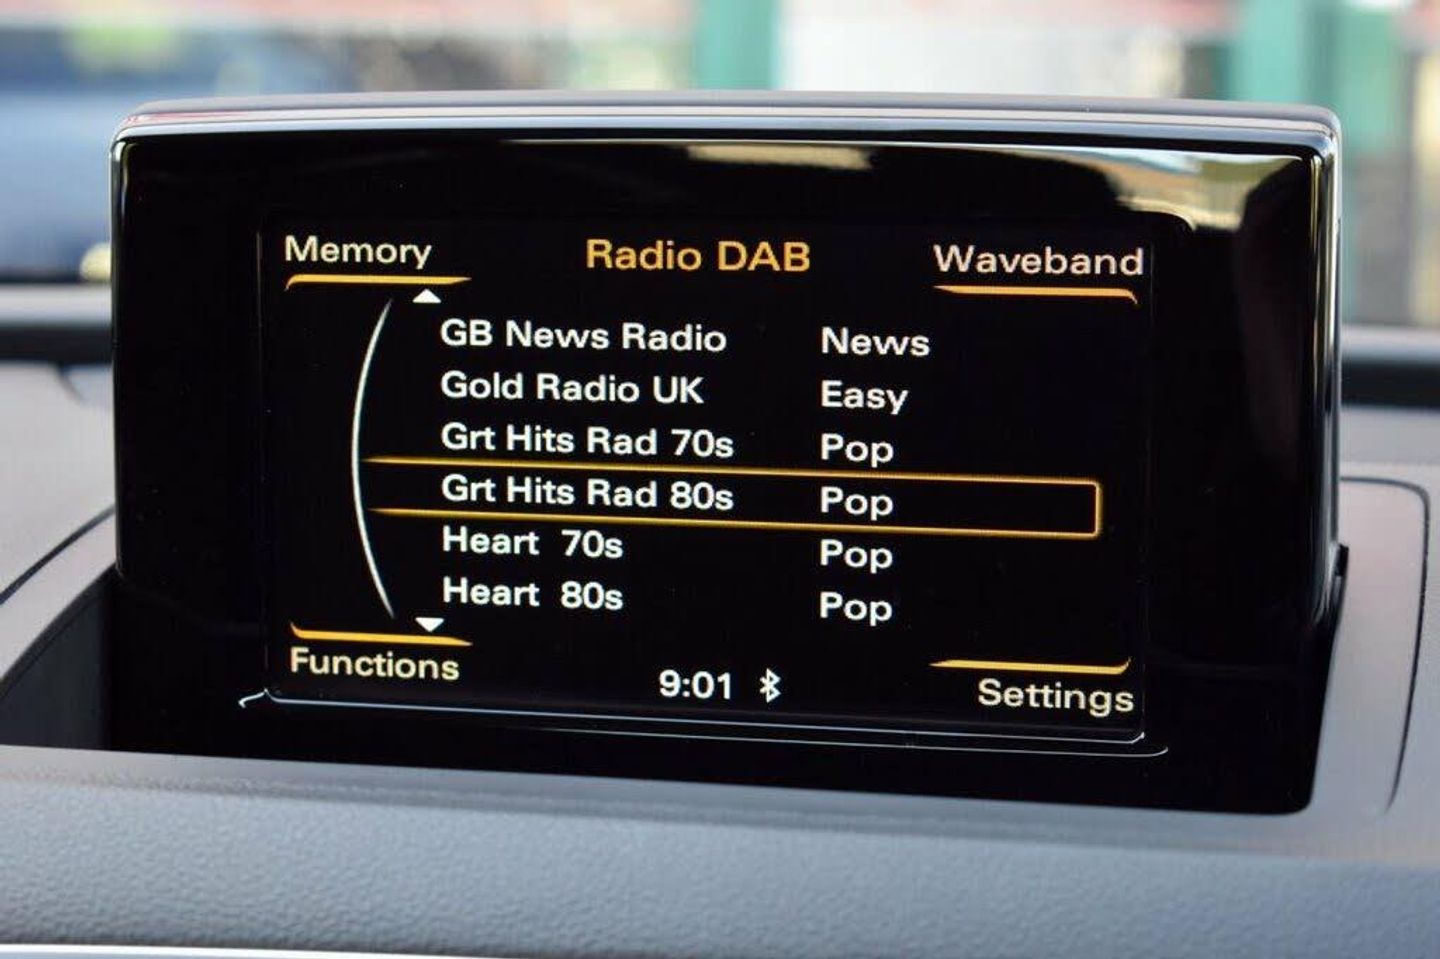 Memory Radio DAB Waveband
GB News Radio News
Gold Radio UK Easy
Grt Hits Rad 70s Pop
Grt Hits Rad 80s Pop
Heart 70s Pop
Heart 80s Pop
Functions 9:01 Settings